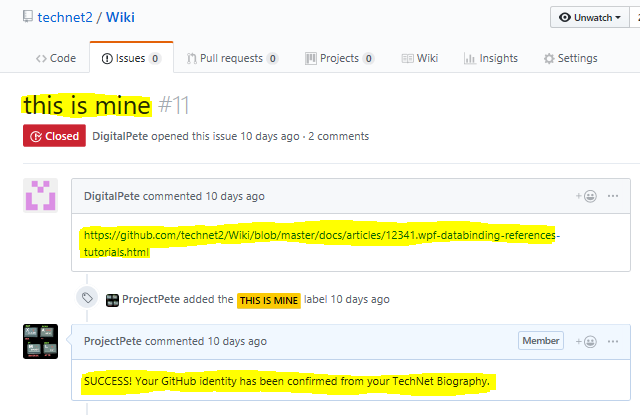 technet2 / Wiki
Unwatch
Code
Issues 0
Pull requests 0
Projects 0
Wiki
Insights
Settings
this is mine #11
Closed DigitalPete opened this issue 10 days ago · 2 comments
DigitalPete commented 10 days ago
https://github.com/technet2/Wiki/blob/master/docs/articles/12341.wpf-databinding-references-
tutorials.html
ProjectPete added the THIS IS MINE label 10 days ago
ProjectPete commented 10 days ago
Member
SUCCESS! Your GitHub identity has been confirmed from your TechNet Biography.